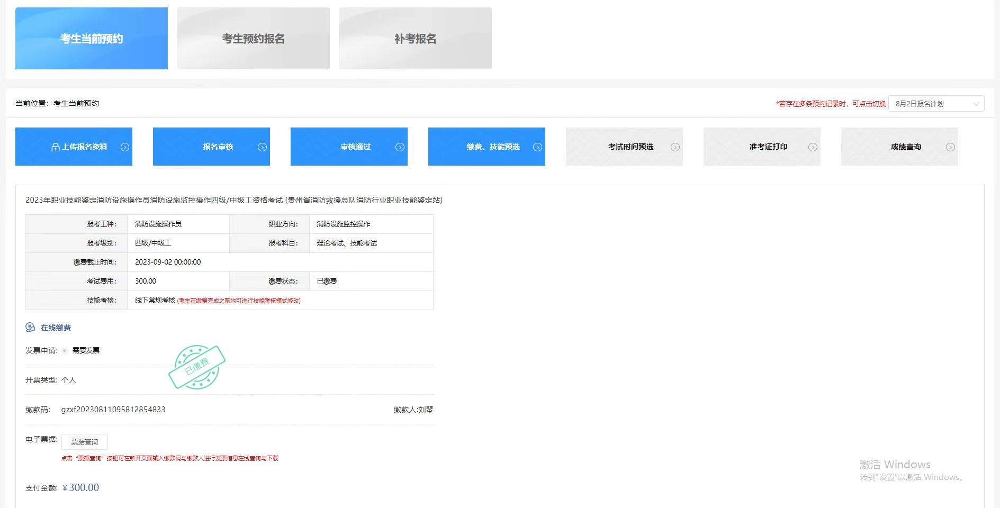 考生当前预约
考生预约报名
补考报名
当前位置：考生当前预约
*若存在多条预约记录时，可点击切换 8月2日报名计划
上传报名资料
报名审核
审核通过
缴费、技能预选
考试时间预选
准考证打印
成绩查询
2023年职业技能鉴定消防设施操作员消防设施监控操作四级/中级工资格考试 (贵州省消防救援总队消防行业职业技能鉴定站)
报考工种： 消防设施操作员 职业方向： 消防设施监控操作
报考级别： 四级/中级工 报考科目： 理论考试、技能考试
缴费截止时间： 2023-09-02 00:00:00
考试费用： 300.00 缴费状态： 已缴费
技能考核： 线下常规考核 (考生在缴费完成之前均可进行技能考核模式修改)
在线缴费
发票申请: 需要发票
已缴费
开票类型: 个人
缴款码: gzxf20230811095812854833 缴款人:刘琴
电子票据: 票据查询
点击“票据查询”按钮可在新开页面输入缴款码与缴款人进行发票信息在线查询与下载
支付金额: ¥300.00
激活 Windows
转到“设置”以激活 Windows。